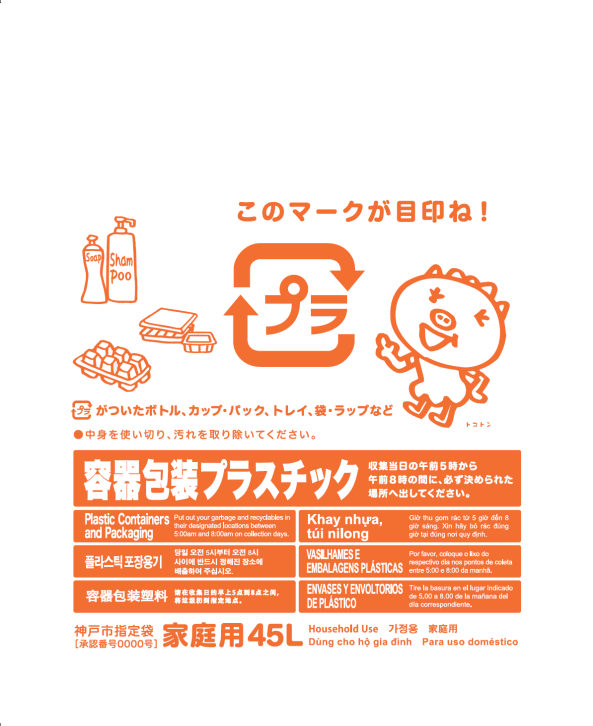 このマークが目印ね！
Soap
Sham
Poo
プラ
プラ がついたボトル、カップ・パック、トレイ、袋・ラップなど
トコトン
●中身を使い切り、汚れを取り除いてください。
容器包装プラスチック
収集当日の午前5時から
午前8時の間に、必ず決められた
場所へ出してください。
Plastic Containers
and Packaging
Put out your garbage and recyclables in
their designated locations between
5:00am and 8:00am on collection days.
Khay nhựa,
túi nilong
Giờ thu gom rác từ 5 giờ đến 8
giờ sáng. Xin hãy bỏ rác đúng
giờ tại đúng nơi quy định.
플라스틱 포장용기
당일 오전 5시부터 오전 8시
사이에 반드시 정해진 장소에
배출하여 주십시오.
VASILHAMES E
EMBALAGENS PLÁSTICAS
Por favor, coloque o lixo do
respectivo dia nos pontos de coleta
entre 5:00 e 8:00 da manhã.
容器包装塑料
请在收集日的早上5点到8点之间，
将垃圾扔到指定地点。
ENVASES Y ENVOLTORIOS
DE PLÁSTICO
Tire la basura en el lugar indicado
de 5.00 a 8.00 de la mañana del
día correspondiente.
神戸市指定袋
［承認番号0000号］
家庭用45L
Household Use 가정용 家庭用
Dùng cho hộ gia đình Para uso doméstico